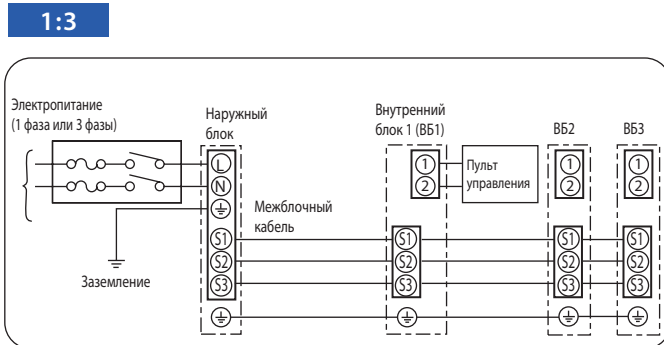 1:3
Электропитание
(1 фаза или 3 фазы)
Наружный
блок
Внутренний
блок 1 (ВБ1)
ВБ2
ВБ3
L
N
1
2
Пульт
управления
1
2
1
2
Межблочный
кабель
S1
S2
S3
S1
S2
S3
S1
S2
S3
S1
S2
S3
Заземление